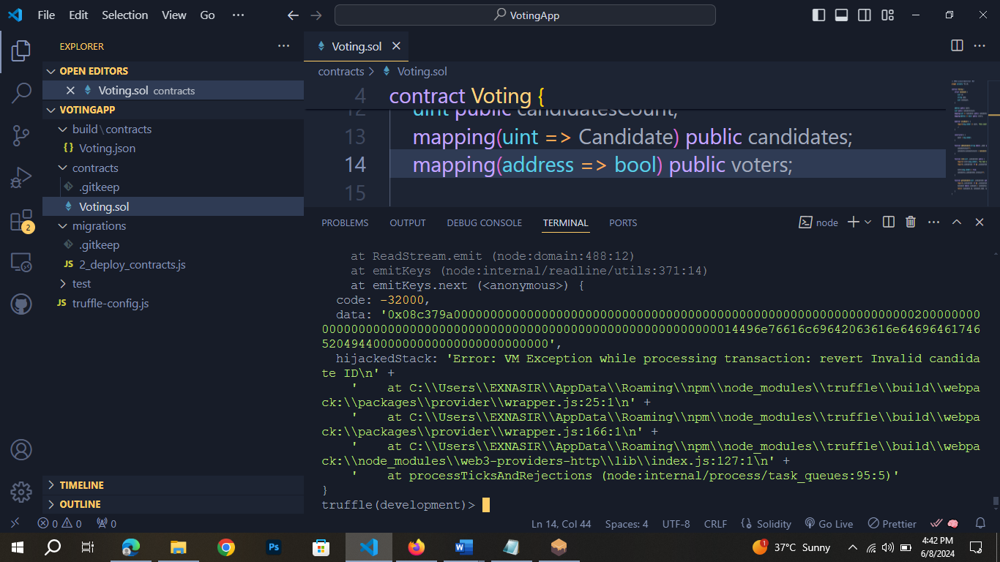 File Edit Selection View Go ··· VotingApp
EXPLORER
OPEN EDITORS
Voting.sol contracts
VOTINGAPP
build\contracts
{} Voting.json
contracts
.gitkeep
Voting.sol
migrations
.gitkeep
JS 2_deploy_contracts.js
test
JS truffle-config.js
TIMELINE
OUTLINE
2
Voting.sol
contracts > Voting.sol
4 contract Voting {
12 uint public candidatesCount;
13 mapping(uint => Candidate) public candidates;
14 mapping(address => bool) public voters;
15
PROBLEMS OUTPUT DEBUG CONSOLE TERMINAL PORTS node
at ReadStream.emit (node:domain:488:12)
at emitKeys (node:internal/readline/utils:371:14)
at emitKeys.next (<anonymous>) {
code: -32000,
hijackedStack: 'Error: VM Exception while processing transaction: revert Invalid candida
te ID\n' +
' at C:\\Users\\EXNASIR\\AppData\\Roaming\\npm\\node_modules\\truffle\\build\\webpa
ck:\\packages\\provider\\wrapper.js:25:1\n' +
' at C:\\Users\\EXNASIR\\AppData\\Roaming\\npm\\node_modules\\truffle\\build\\webpa
ck:\\packages\\provider\\wrapper.js:166:1\n' +
' at C:\\Users\\EXNASIR\\AppData\\Roaming\\npm\\node_modules\\truffle\\build\\webpa
ck:\\node_modules\\web3-providers-http\\lib\\index.js:127:1\n' +
' at processTicksAndRejections (node:internal/process/task_queues:95:5)'
}
truffle(development)>
0 0 0 Ln 14, Col 44 Spaces: 4 UTF-8 CRLF {} Solidity Go Live Prettier
Ps 1 37°C Sunny 4:42 PM
6/8/2024